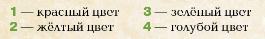 1 — красный цвет
2 — жёлтый цвет
3 — зелёный цвет
4 — голубой цвет